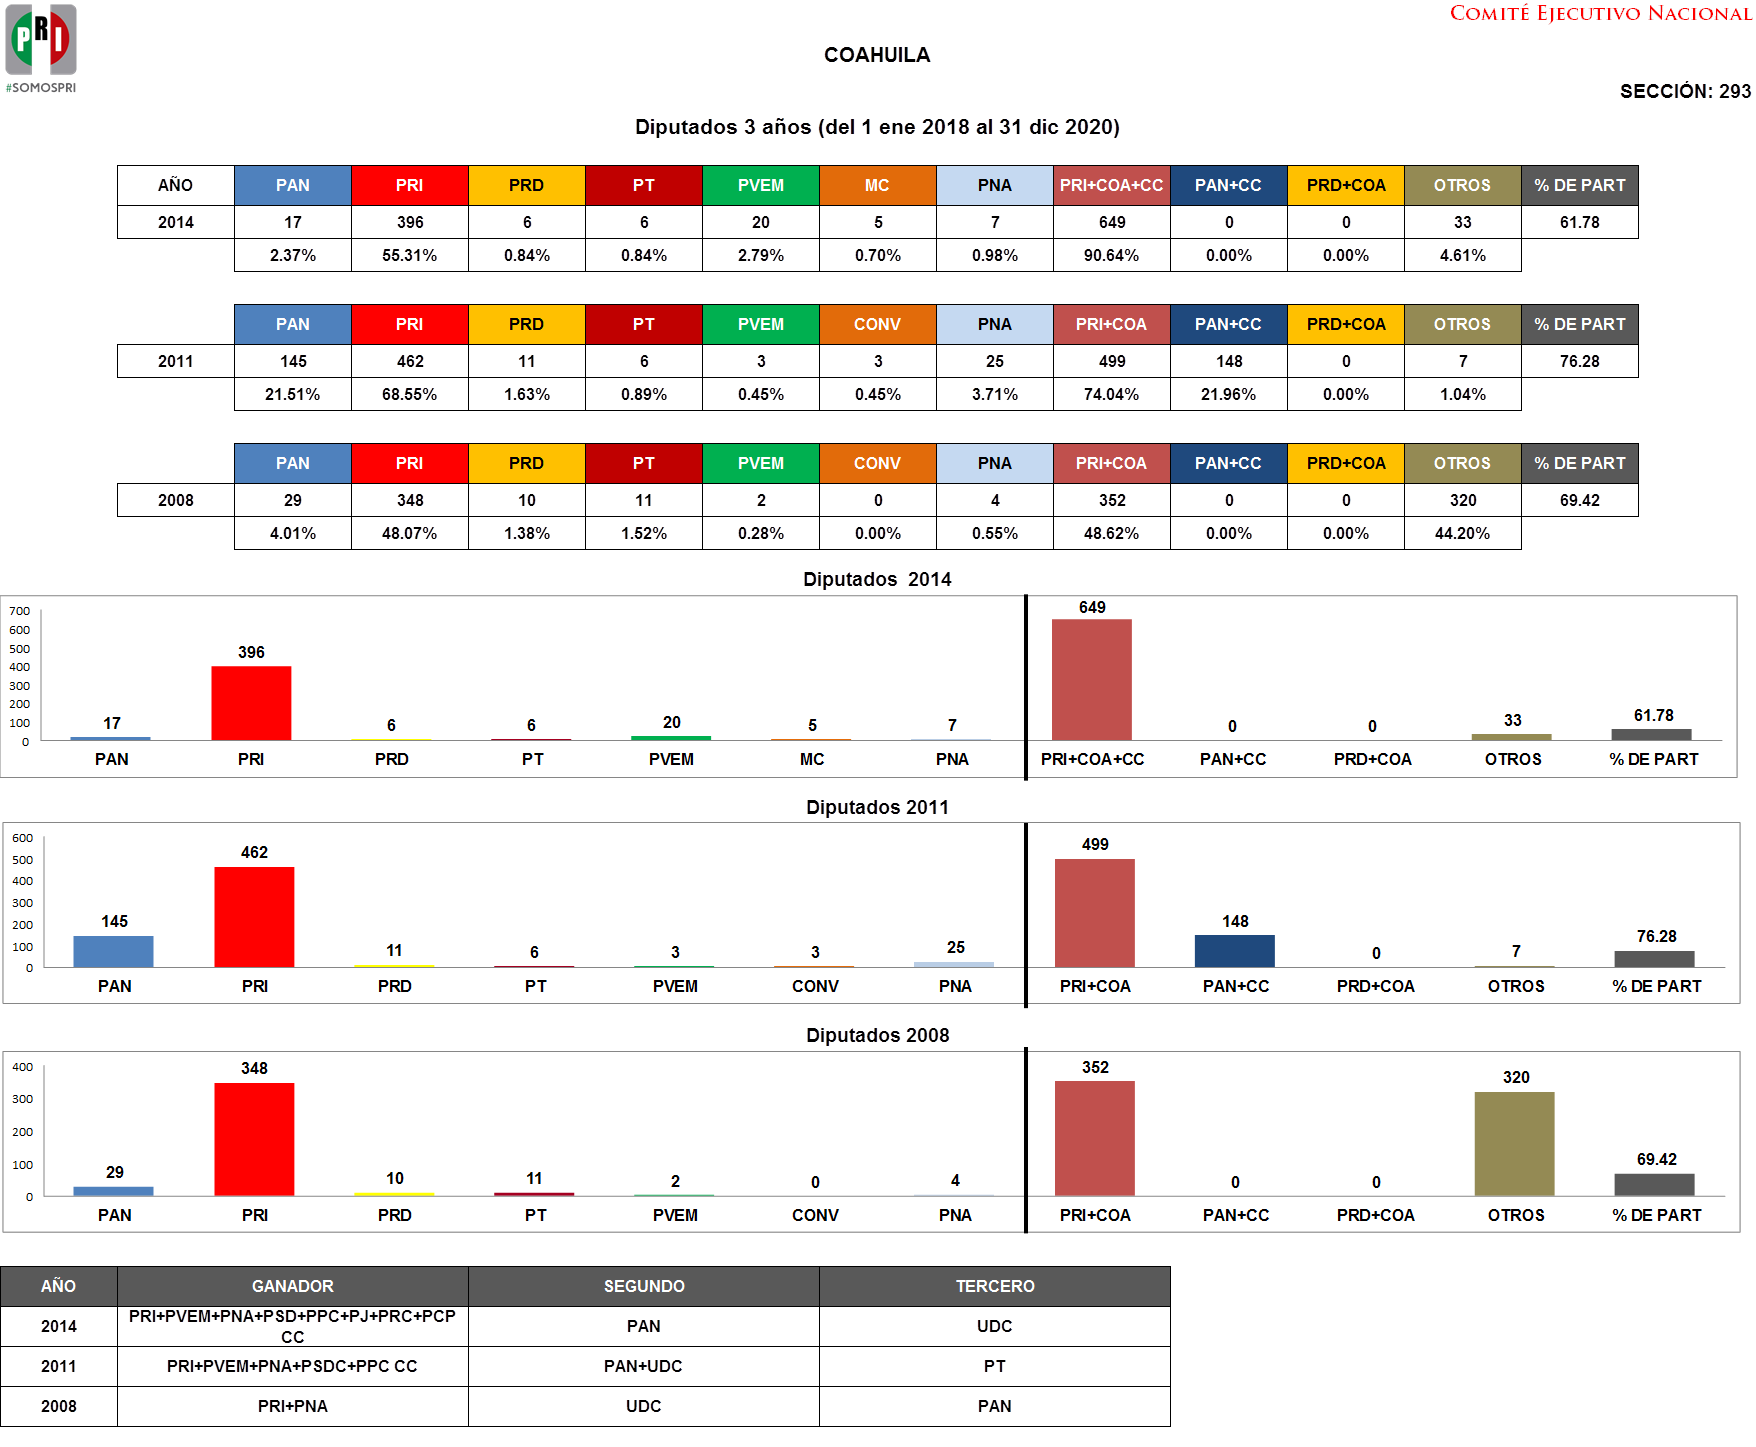 PRI
#SOMOSPRI
COMITÉ EJECUTIVO NACIONAL
COAHUILA
SECCIÓN: 293
Diputados 3 años (del 1 ene 2018 al 31 dic 2020)
AÑO PAN PRI PRD PT PVEM MC PNA PRI+COA+CC PAN+CC PRD+COA OTROS % DE PART
2014 17 396 6 6 20 5 7 649 0 0 33 61.78
2.37% 55.31% 0.84% 0.84% 2.79% 0.70% 0.98% 90.64% 0.00% 0.00% 4.61%
PAN PRI PRD PT PVEM CONV PNA PRI+COA PAN+CC PRD+COA OTROS % DE PART
2011 145 462 11 6 3 3 25 499 148 0 7 76.28
21.51% 68.55% 1.63% 0.89% 0.45% 0.45% 3.71% 74.04% 21.96% 0.00% 1.04%
PAN PRI PRD PT PVEM CONV PNA PRI+COA PAN+CC PRD+COA OTROS % DE PART
2008 29 348 10 11 2 0 4 352 0 0 320 69.42
4.01% 48.07% 1.38% 1.52% 0.28% 0.00% 0.55% 48.62% 0.00% 0.00% 44.20%
Diputados 2014
700
600
500
400
300
200
100
0
17 396 6 6 20 5 7 649 0 0 33 61.78
PAN PRI PRD PT PVEM MC PNA PRI+COA+CC PAN+CC PRD+COA OTROS % DE PART
Diputados 2011
600
500
400
300
200
100
0
145 462 11 6 3 3 25 499 148 0 7 76.28
PAN PRI PRD PT PVEM CONV PNA PRI+COA PAN+CC PRD+COA OTROS % DE PART
Diputados 2008
400
300
200
100
0
29 348 10 11 2 0 4 352 0 0 320 69.42
PAN PRI PRD PT PVEM CONV PNA PRI+COA PAN+CC PRD+COA OTROS % DE PART
AÑO GANADOR SEGUNDO TERCERO
2014 PRI+PVEM+PNA+PSD+PPC+PJ+PRC+PCP CC PAN UDC
2011 PRI+PVEM+PNA+PSDC+PPC CC PAN+UDC PT
2008 PRI+PNA UDC PAN